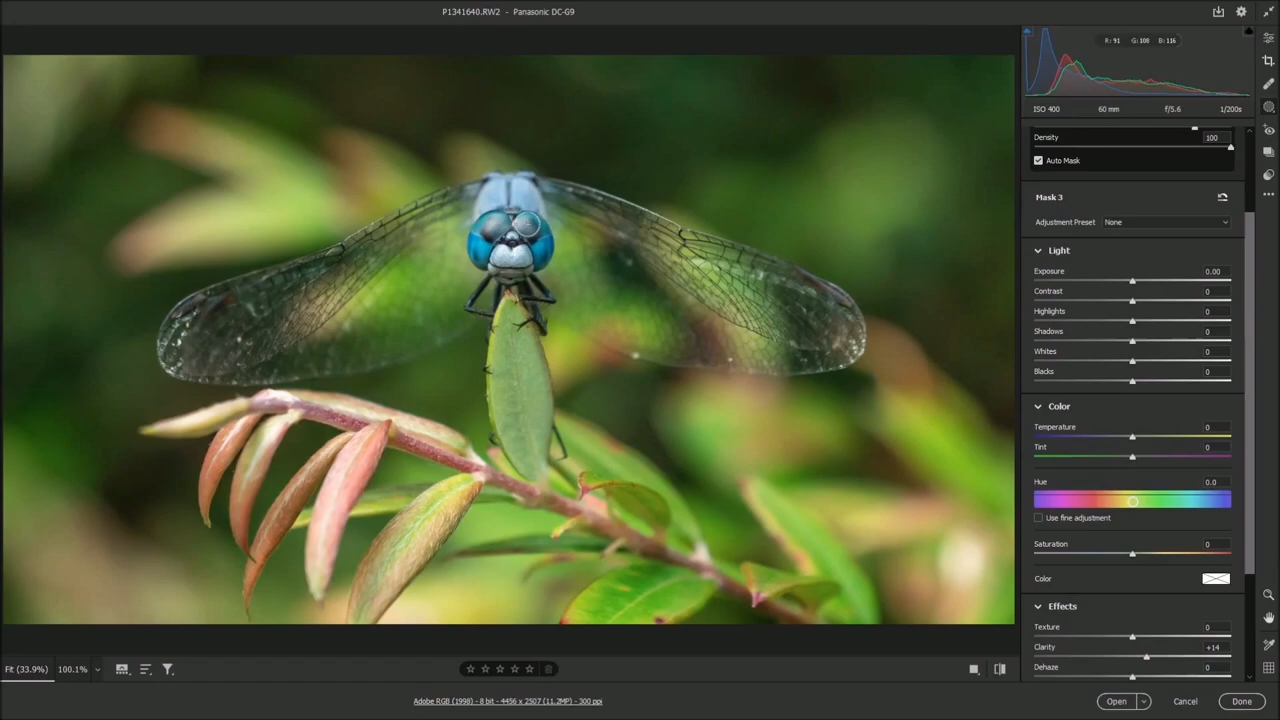 P1341640.RW2 - Panasonic DC-G9
R: 91 G: 108 B: 116
ISO 400 60 mm f/5.6 1/200s
Density 100
Auto Mask
Mask 3
Adjustment Preset None
Light
Exposure 0.00
Contrast 0
Highlights 0
Shadows 0
Whites 0
Blacks 0
Color
Temperature 0
Tint 0
Hue 0.0
Use fine adjustment
Saturation 0
Color
Effects
Texture 0
Clarity +14
Dehaze 0
Fit (33.9%) 100.1%
Adobe RGB (1998) - 8 bit - 4456 x 2507 (11.2MP) - 300 ppi
Open Cancel Done